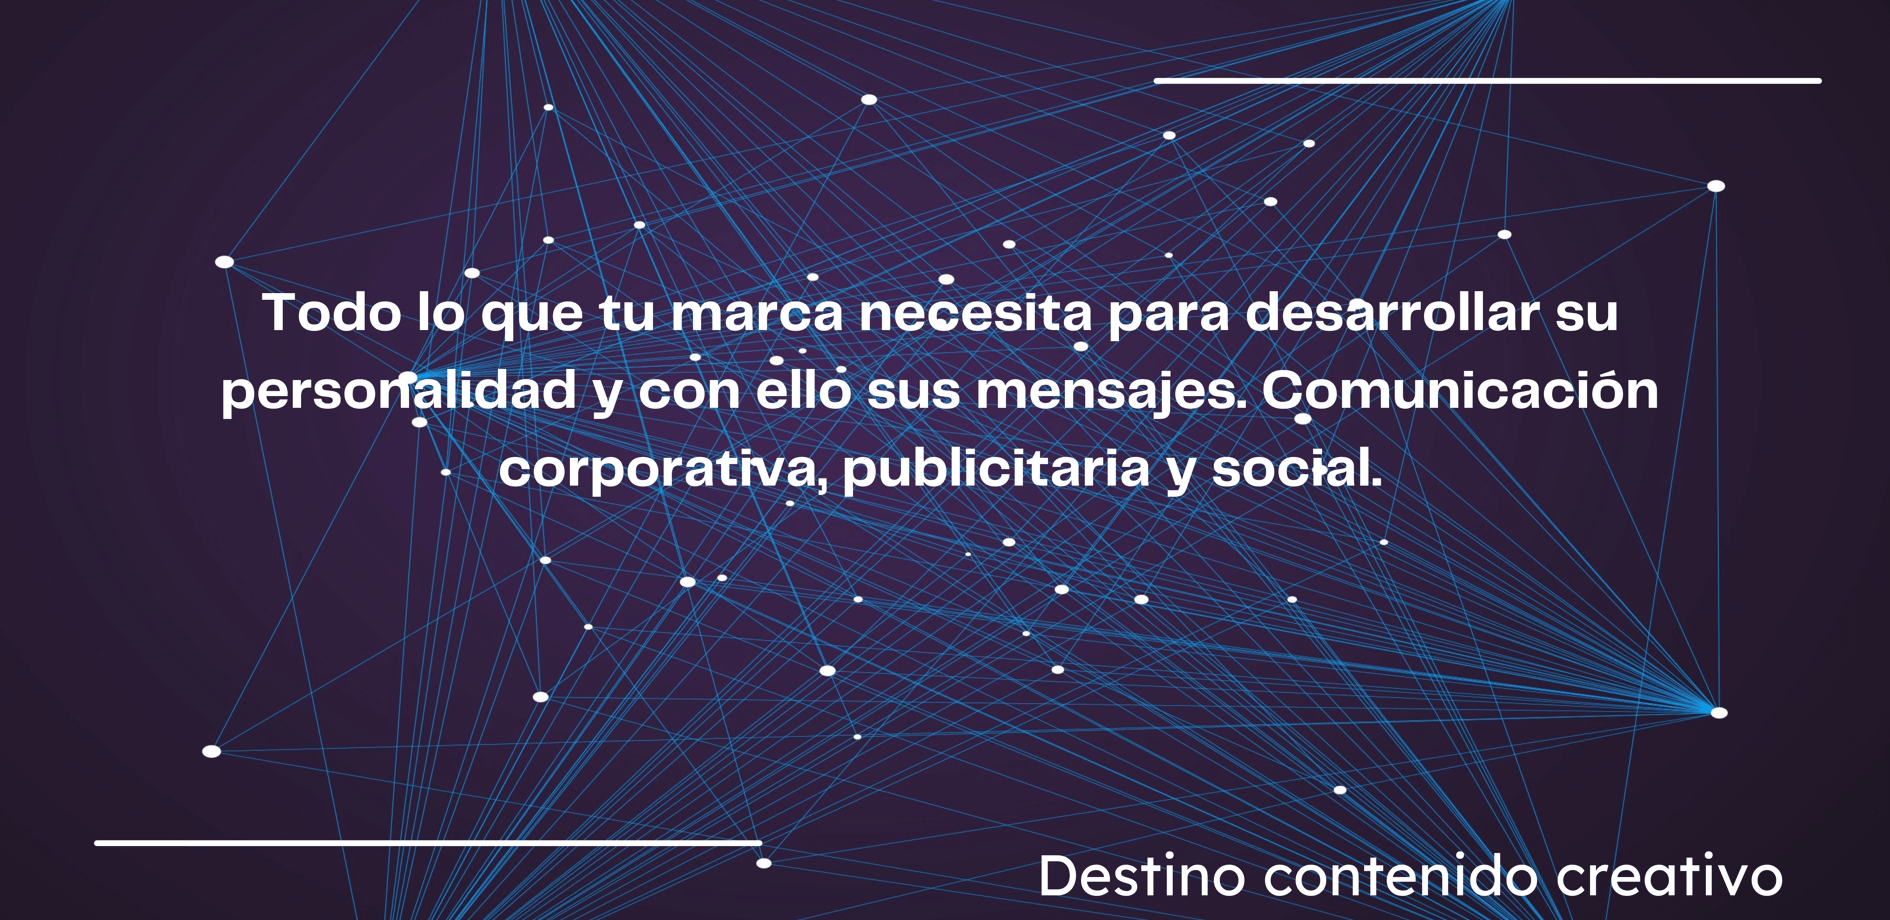 Todo lo que tu marca necesita para desarrollar su
personalidad y con ello sus mensajes. Comunicación
corporativa, publicitaria y social.
Destino contenido creativo